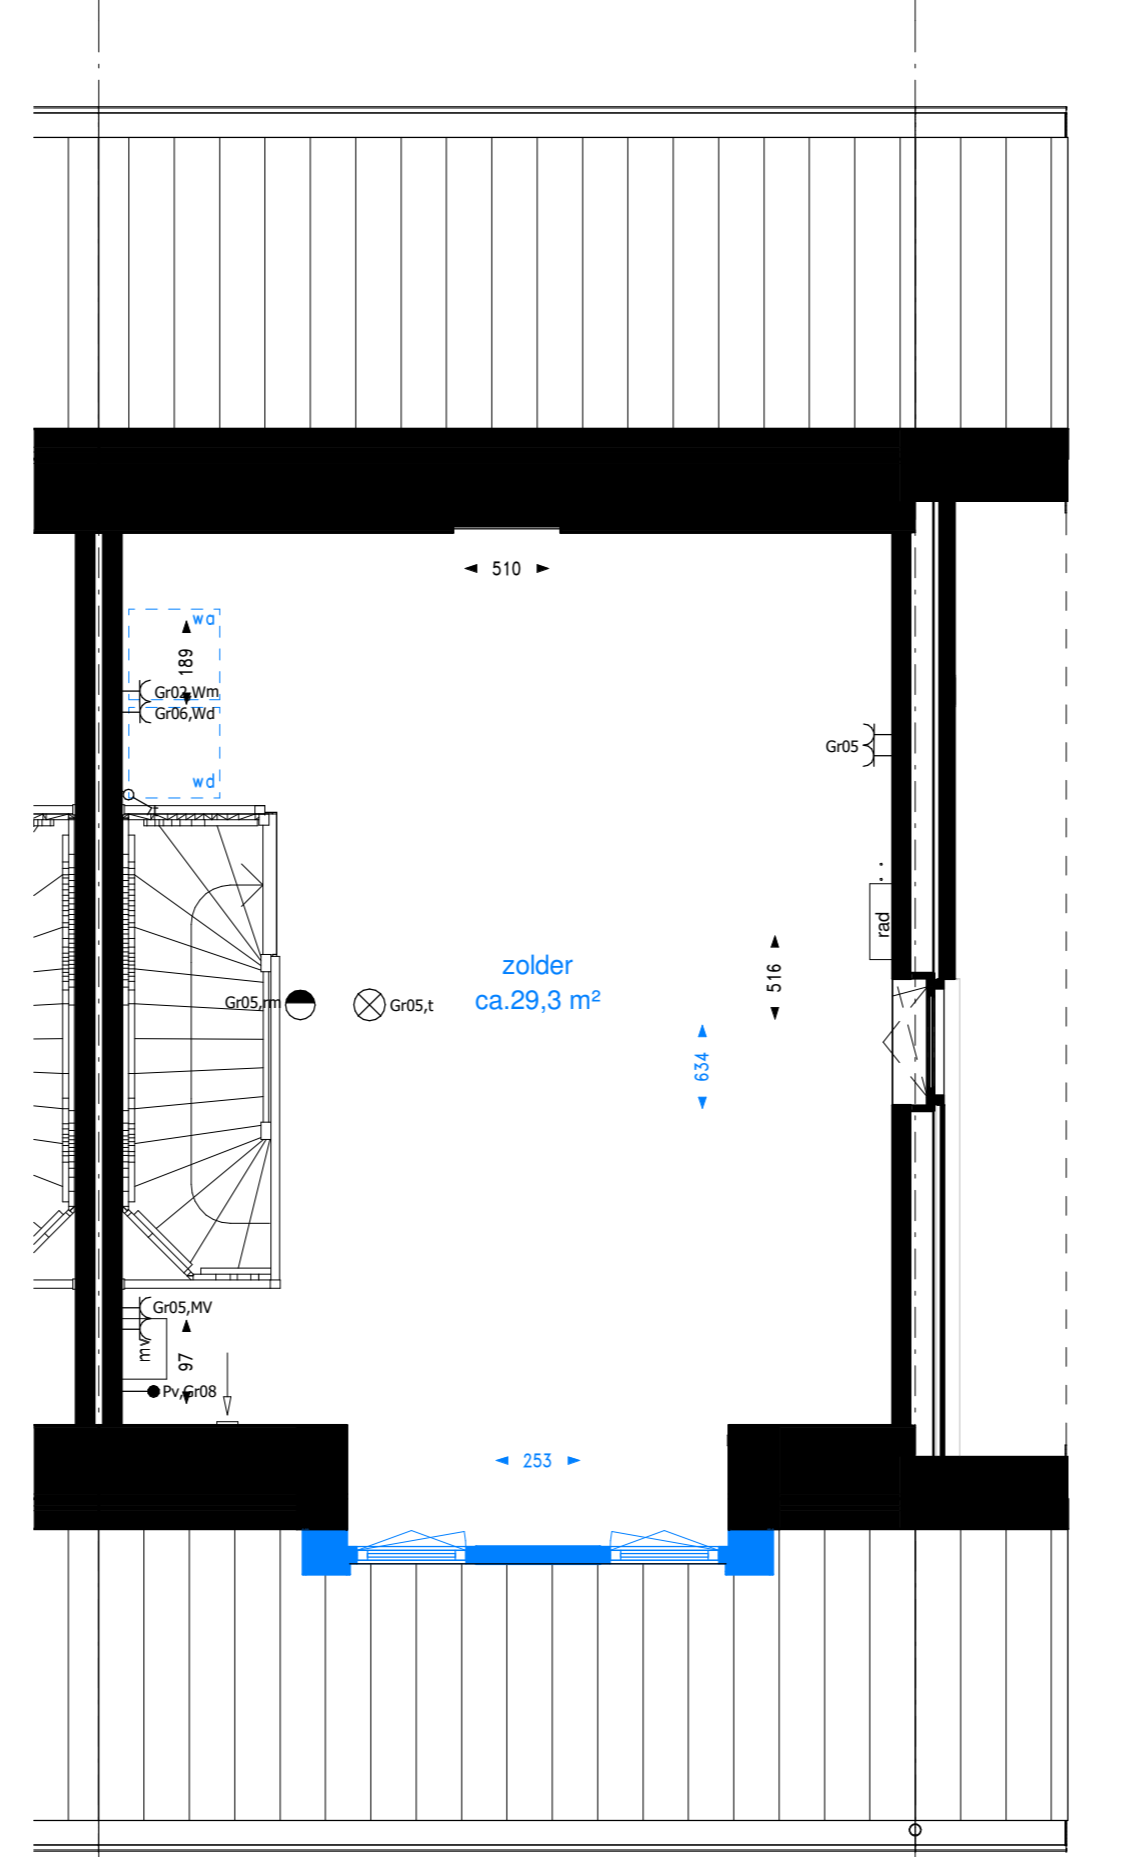 510
wa
189
Gr02,Wm
Gr06,Wd
Gr05
wd
rad
zolder
ca.29,3 m²
516
Gr05,rm
Gr05,t
634
Gr05,MV
mv
97
Pv,Gr08
253